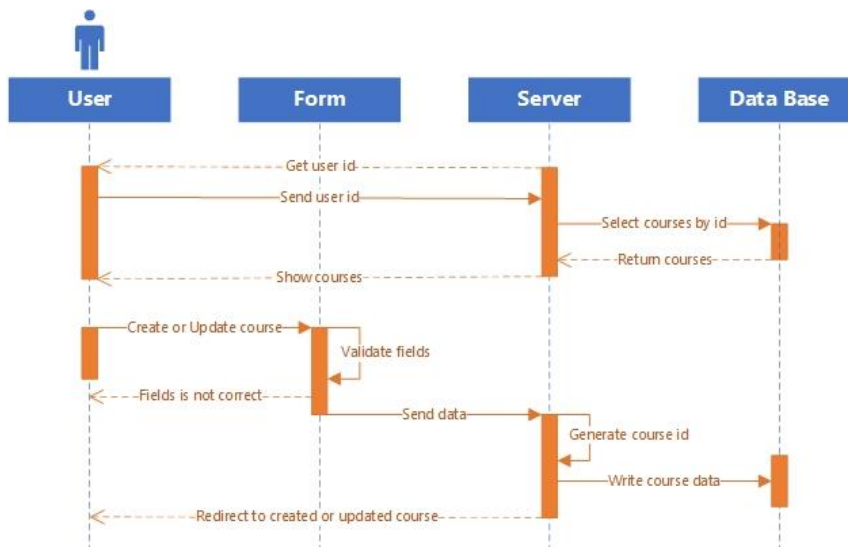 User
Form
Server
Data Base
Get user id
Send user id
Select courses by id
Return courses
Show courses
Create or Update course
Validate fields
Fields is not correct
Send data
Generate course id
Write course data
Redirect to created or updated course